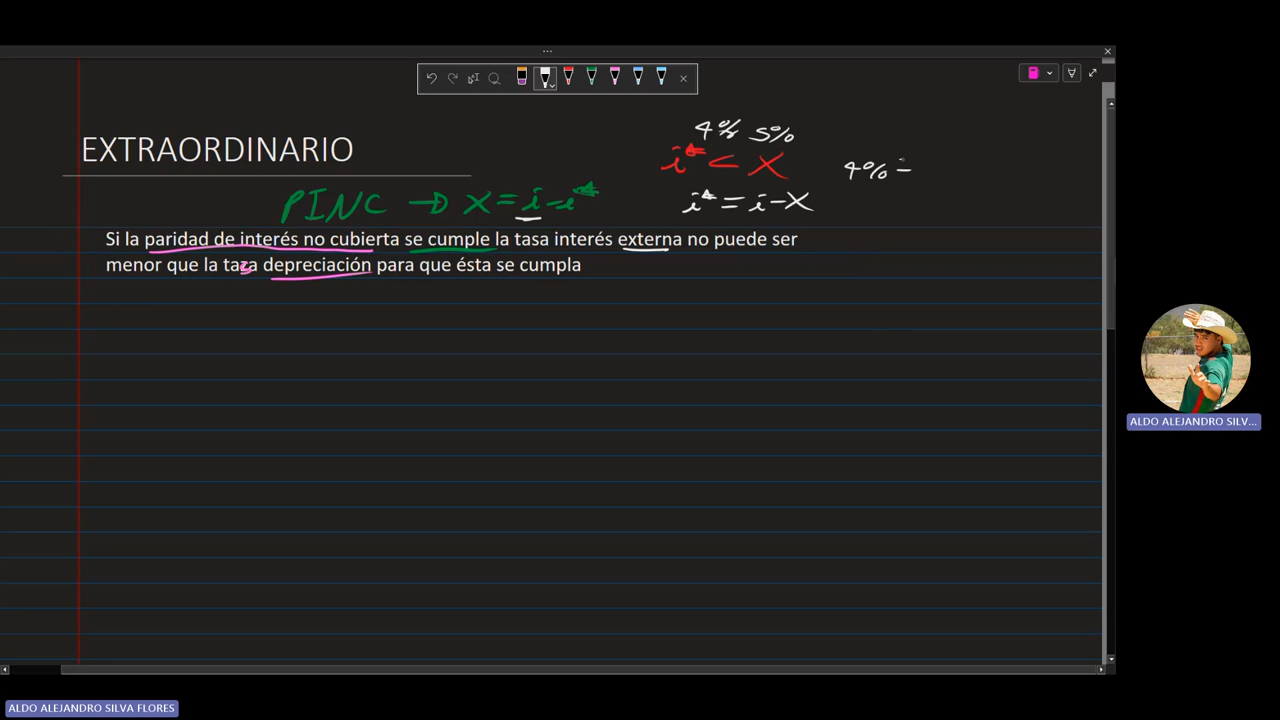 EXTRAORDINARIO
4% 5%
i* < X
4% =
PINC → X = i - i*
i* = i - X
Si la paridad de interés no cubierta se cumple la tasa interés externa no puede ser
menor que la taza depreciación para que ésta se cumpla
s
ALDO ALEJANDRO SILV...
ALDO ALEJANDRO SILVA FLORES